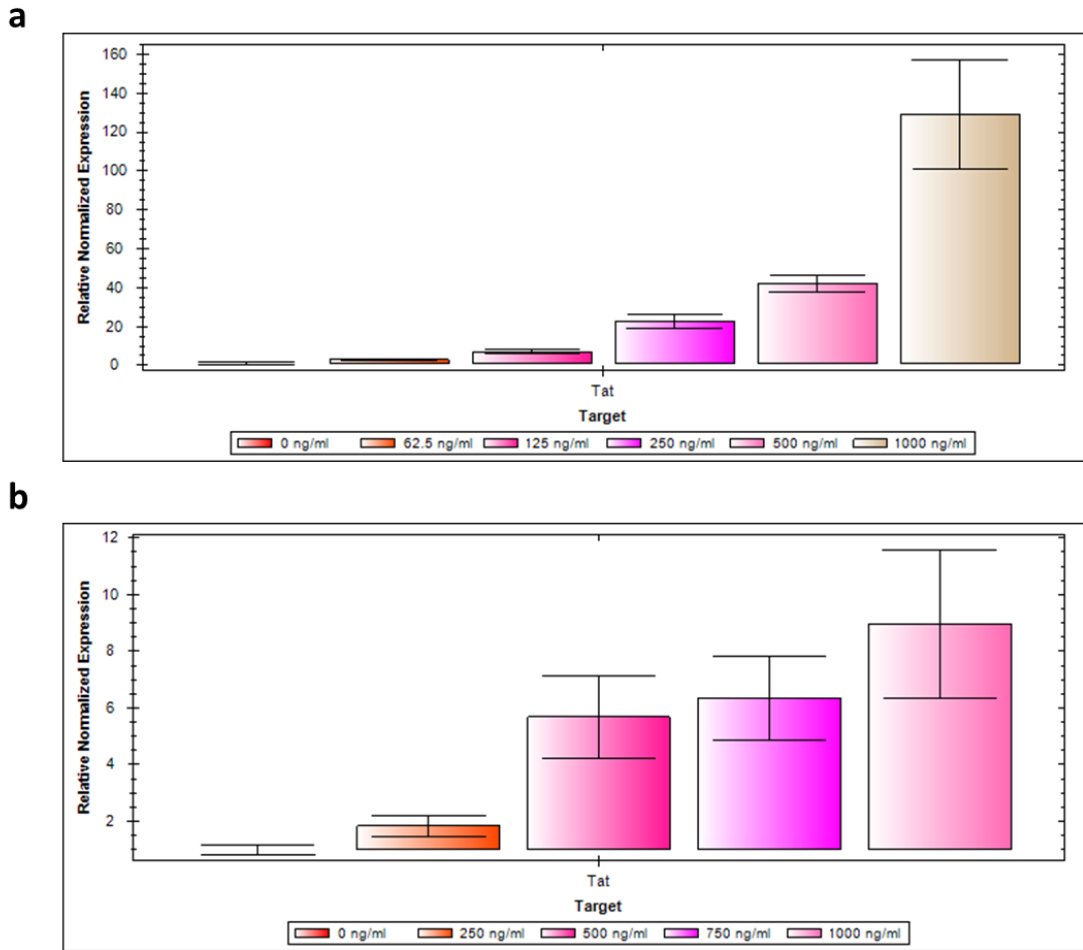 a
Relative Normalized Expression
160
140
120
100
80
60
40
20
0
Tat
Target
0 ng/ml 62.5 ng/ml 125 ng/ml 250 ng/ml 500 ng/ml 1000 ng/ml
b
Relative Normalized Expression
12
10
8
6
4
2
Tat
Target
0 ng/ml 250 ng/ml 500 ng/ml 750 ng/ml 1000 ng/ml